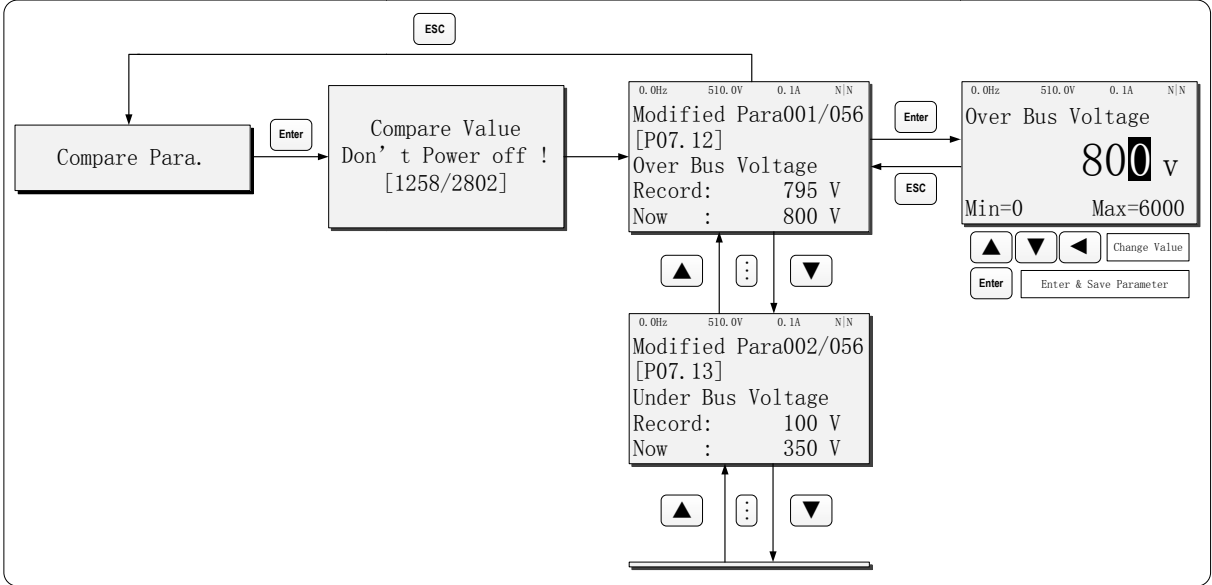 ESC
Compare Para.
Enter
Compare Value
Don't Power off !
[1258/2802]
0.0Hz 510.0V 0.1A N|N
Modified Para001/056
[P07.12]
Over Bus Voltage
Record: 795 V
Now : 800 V
Enter
ESC
0.0Hz 510.0V 0.1A N|N
Over Bus Voltage
800 V
Min=0 Max=6000
▲ ▼ ◀ Change Value
Enter Enter & Save Parameter
▲ ⋮ ▼
0.0Hz 510.0V 0.1A N|N
Modified Para002/056
[P07.13]
Under Bus Voltage
Record: 100 V
Now : 350 V
▲ ⋮ ▼